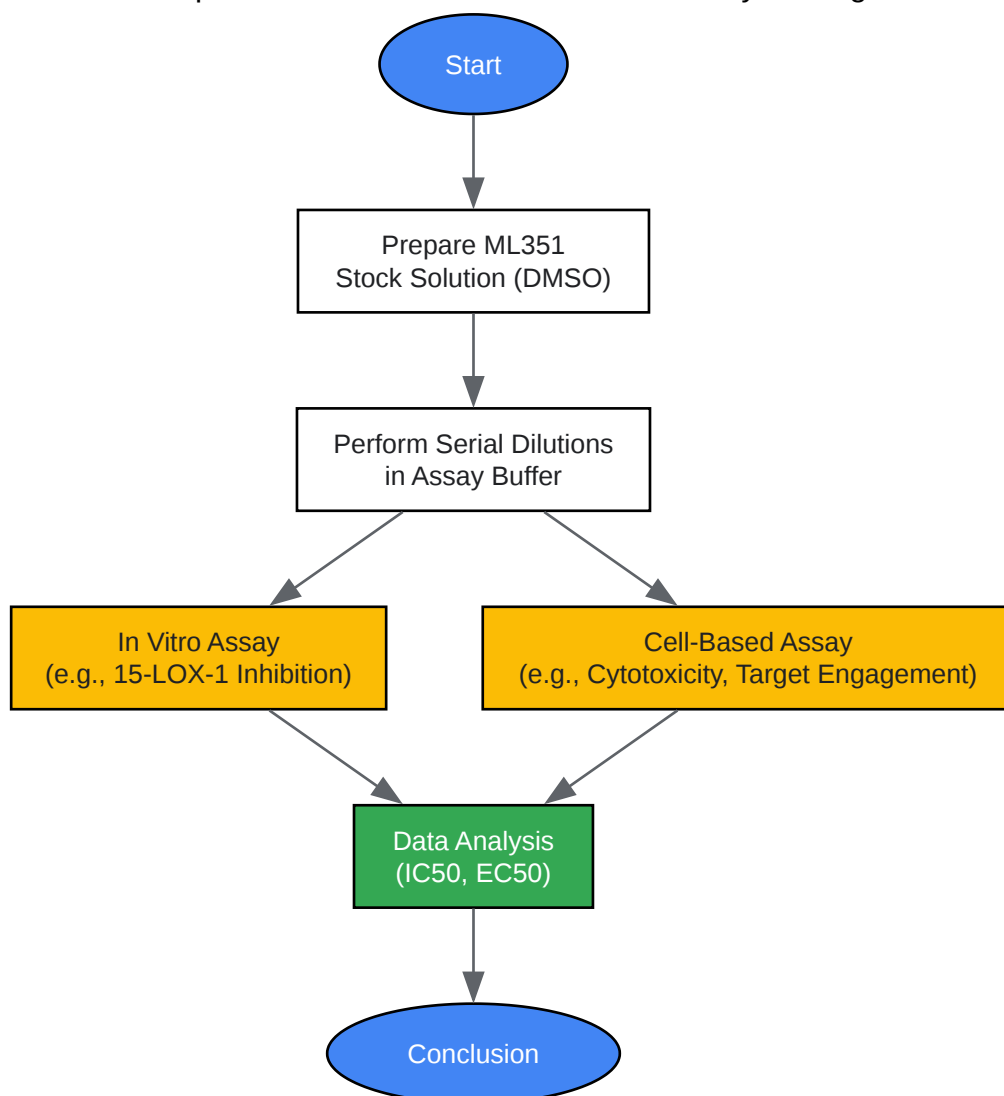 Start
Prepare ML351
Stock Solution (DMSO)
Perform Serial Dilutions
in Assay Buffer
In Vitro Assay
(e.g., 15-LOX-1 Inhibition)
Cell-Based Assay
(e.g., Cytotoxicity, Target Engagement)
Data Analysis
(IC50, EC50)
Conclusion